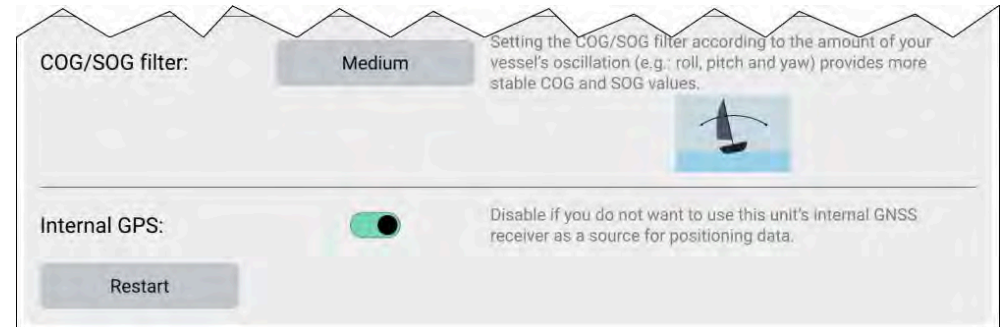 COG/SOG filter:
Medium
Setting the COG/SOG filter according to the amount of your
vessel's oscillation (e.g.: roll, pitch and yaw) provides more
stable COG and SOG values.
Internal GPS:
Disable if you do not want to use this unit's internal GNSS
receiver as a source for positioning data.
Restart